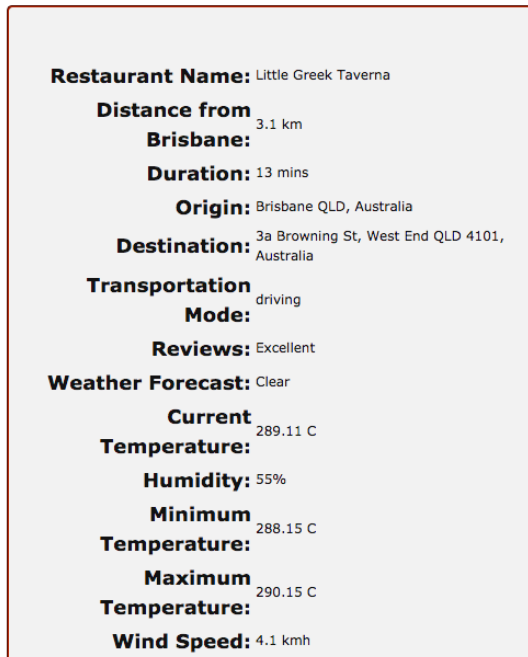 Restaurant Name: Little Greek Taverna
Distance from
Brisbane: 3.1 km
Duration: 13 mins
Origin: Brisbane QLD, Australia
Destination: 3a Browning St, West End QLD 4101,
Australia
Transportation
Mode: driving
Reviews: Excellent
Weather Forecast: Clear
Current
Temperature: 289.11 C
Humidity: 55%
Minimum
Temperature: 288.15 C
Maximum
Temperature: 290.15 C
Wind Speed: 4.1 kmh